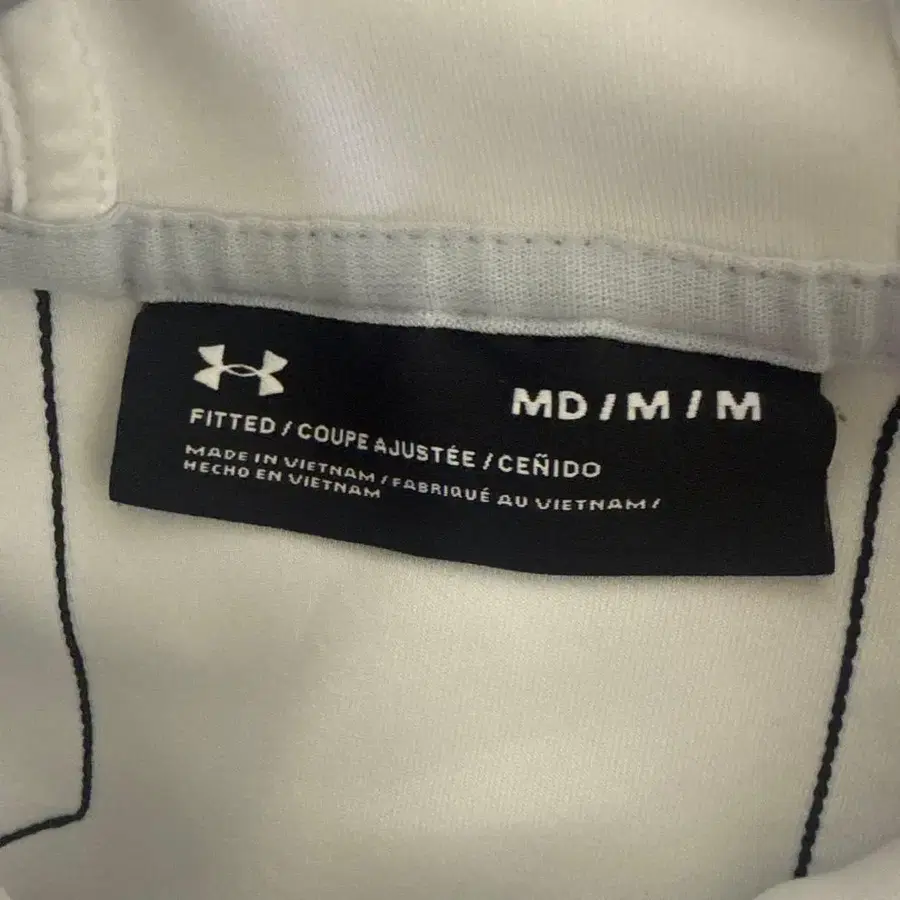 MD / M / M
FITTED / COUPE AJUSTÉE / CEÑIDO
MADE IN VIETNAM / FABRIQUÉ AU VIETNAM /
HECHO EN VIETNAM